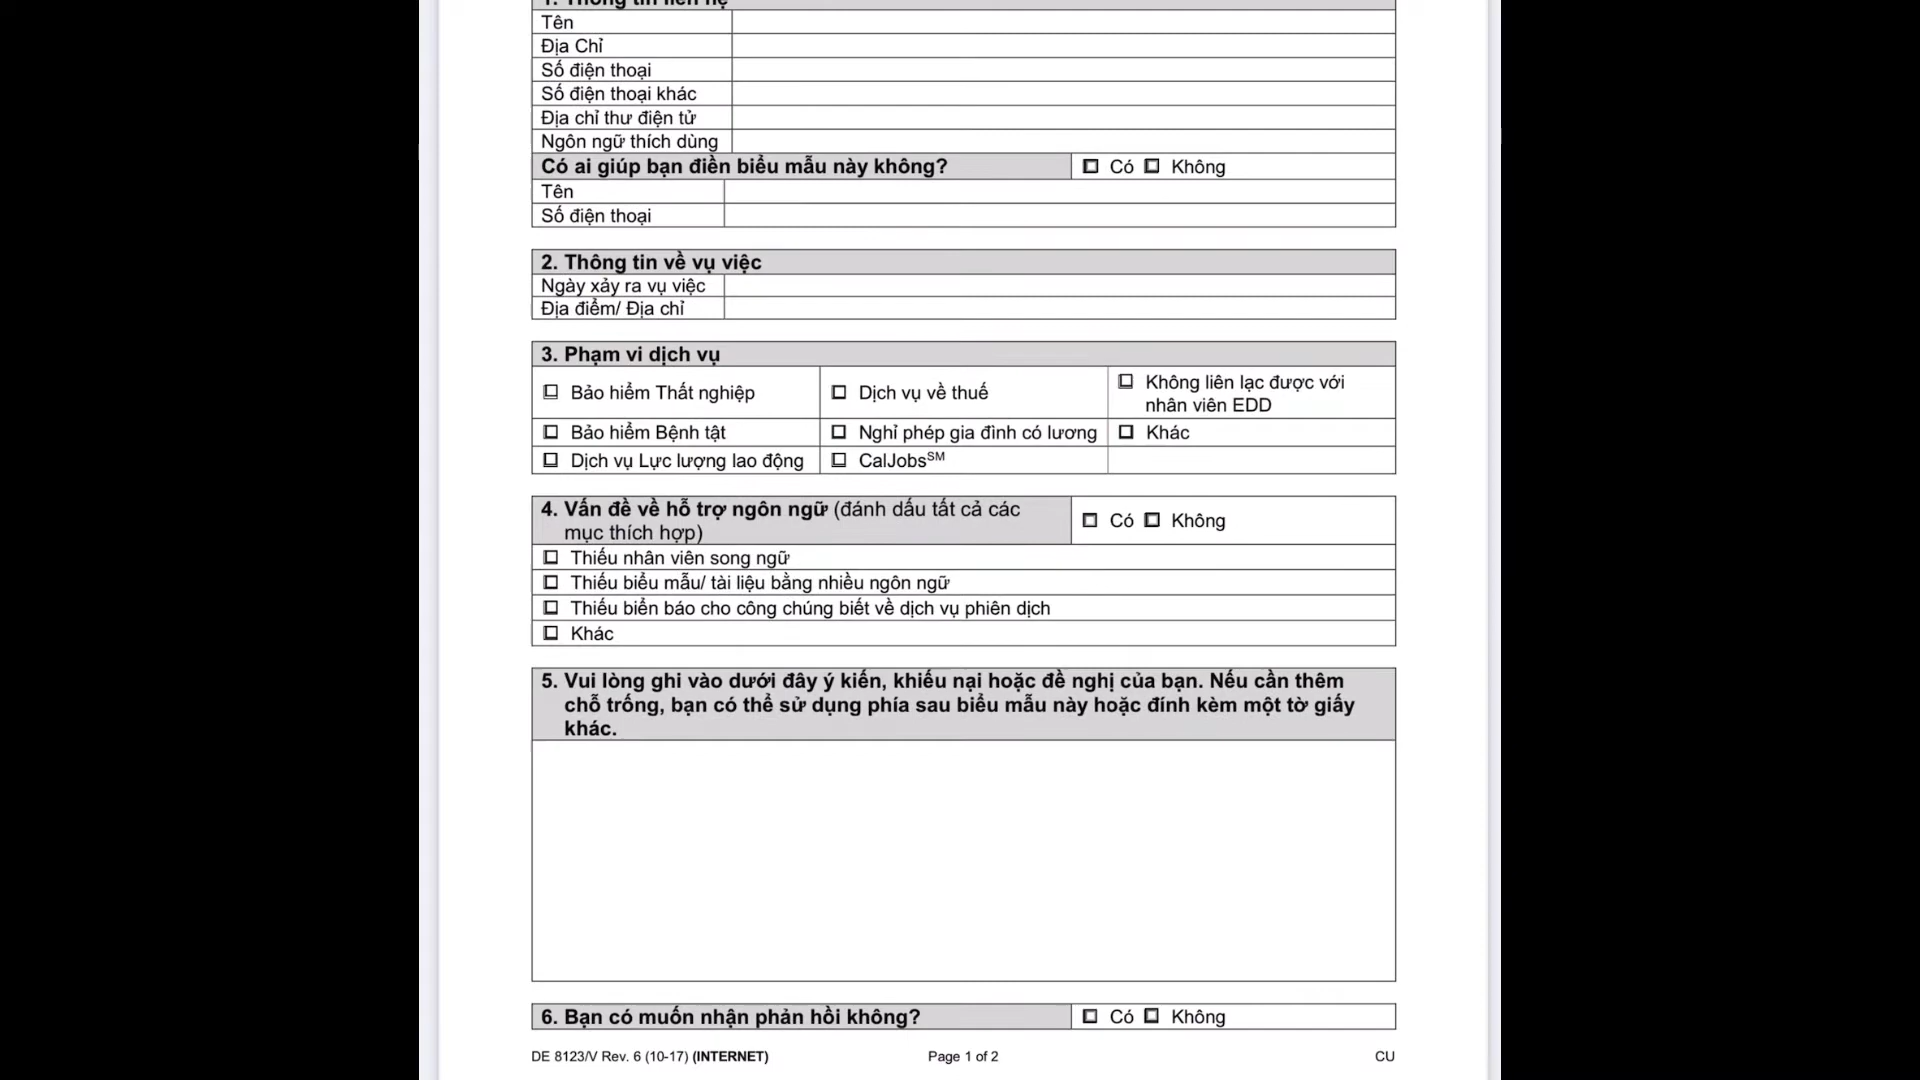 1. Thông tin liên hệ
Tên
Địa Chỉ
Số điện thoại
Số điện thoại khác
Địa chỉ thư điện tử
Ngôn ngữ thích dùng
Có ai giúp bạn điền biểu mẫu này không? Có Không
Tên
Số điện thoại
2. Thông tin về vụ việc
Ngày xảy ra vụ việc
Địa điểm/ Địa chỉ
3. Phạm vi dịch vụ
Bảo hiểm Thất nghiệp
Dịch vụ về thuế
Không liên lạc được với
nhân viên EDD
Bảo hiểm Bệnh tật
Nghỉ phép gia đình có lương
Khác
Dịch vụ Lực lượng lao động
CalJobsSM
4. Vấn đề về hỗ trợ ngôn ngữ (đánh dấu tất cả các
mục thích hợp)
Có Không
Thiếu nhân viên song ngữ
Thiếu biểu mẫu/ tài liệu bằng nhiều ngôn ngữ
Thiếu biển báo cho công chúng biết về dịch vụ phiên dịch
Khác
5. Vui lòng ghi vào dưới đây ý kiến, khiếu nại hoặc đề nghị của bạn. Nếu cần thêm
chỗ trống, bạn có thể sử dụng phía sau biểu mẫu này hoặc đính kèm một tờ giấy
khác.
6. Bạn có muốn nhận phản hồi không? Có Không
DE 8123/V Rev. 6 (10-17) (INTERNET) Page 1 of 2 CU